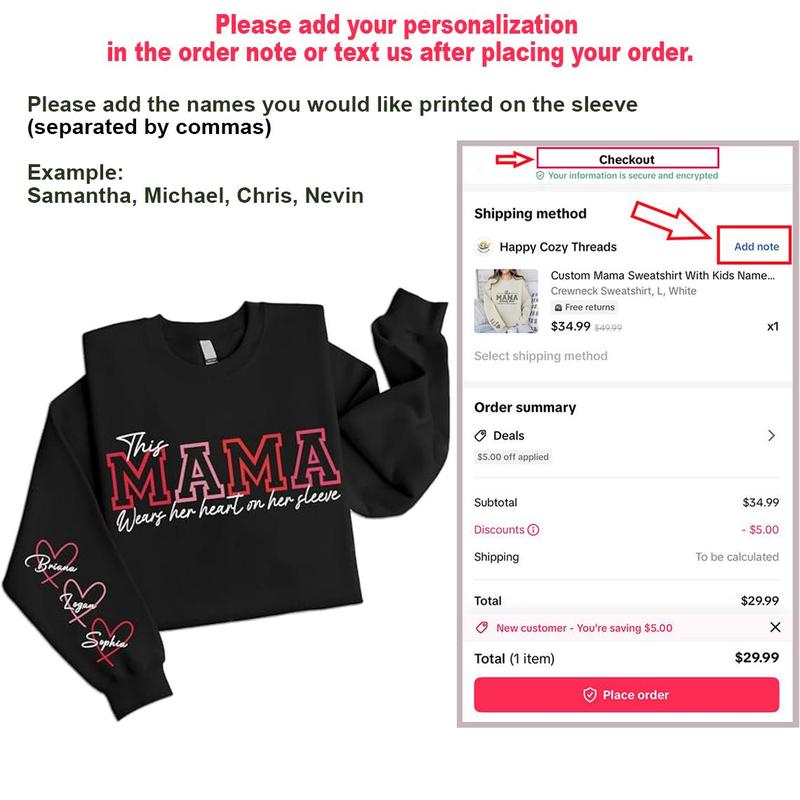 Please add your personalization
in the order note or text us after placing your order.
Please add the names you would like printed on the sleeve
(separated by commas)
Example:
Samantha, Michael, Chris, Nevin
This
MAMA
Wears her heart on her sleeve
Briana
Logan
Sophia
Checkout
Your information is secure and encrypted
Shipping method
Happy Cozy Threads
Add note
Custom Mama Sweatshirt With Kids Name...
Crewneck Sweatshirt, L, White
Free returns
$34.99 $49.99
x1
MAMA
Select shipping method
Order summary
Deals
$5.00 off applied
Subtotal
$34.99
Discounts
- $5.00
Shipping
To be calculated
Total
$29.99
New customer - You're saving $5.00
Total (1 item)
$29.99
Place order